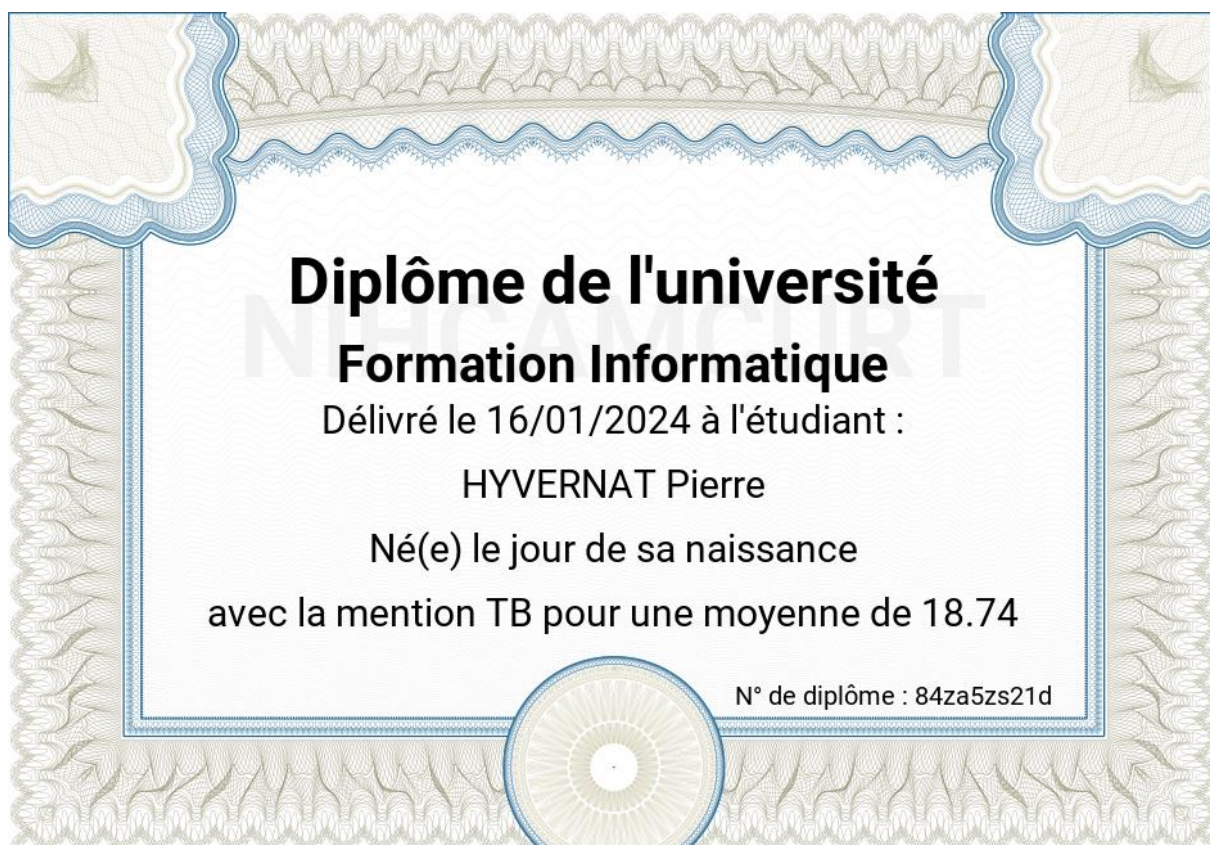 Diplôme de l'université
NIHCAMCURT
Formation Informatique
Délivré le 16/01/2024 à l'étudiant :
HYVERNAT Pierre
Né(e) le jour de sa naissance
avec la mention TB pour une moyenne de 18.74
N° de diplôme : 84za5zs21d